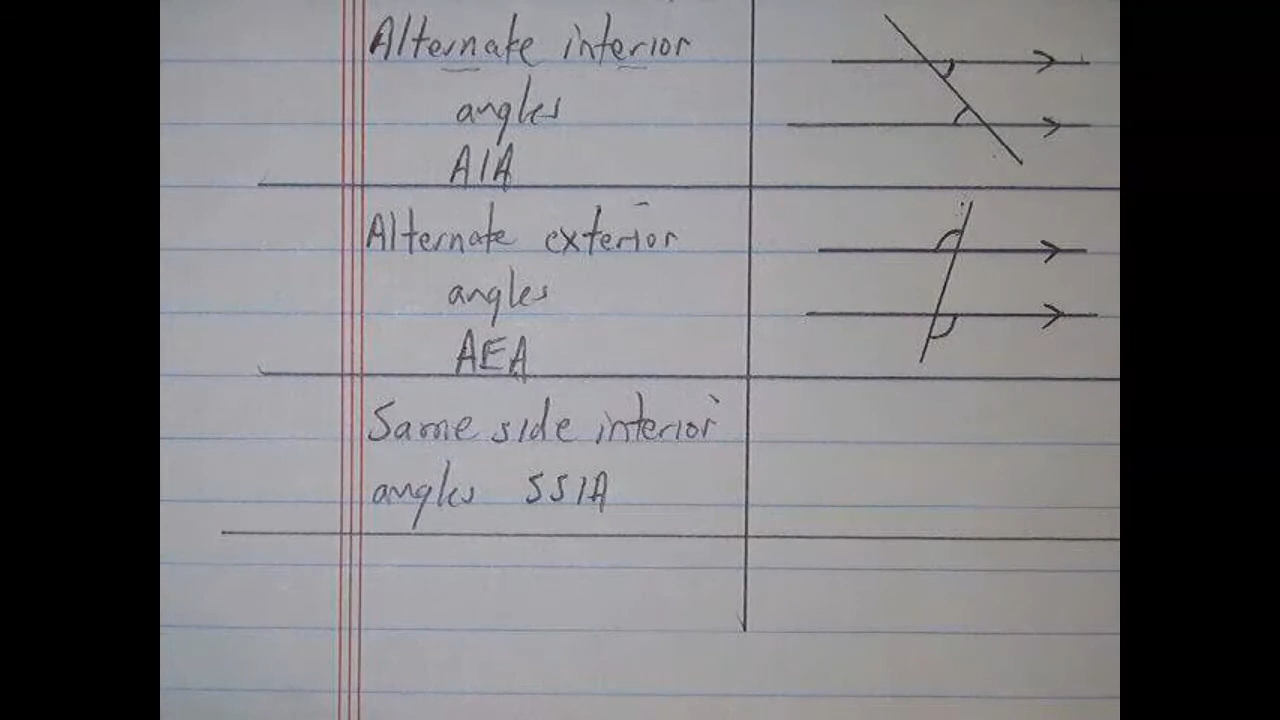 Alternate interior
angles
AIA
Alternate exterior
angles
AEA
Same side interior
angles SSIA